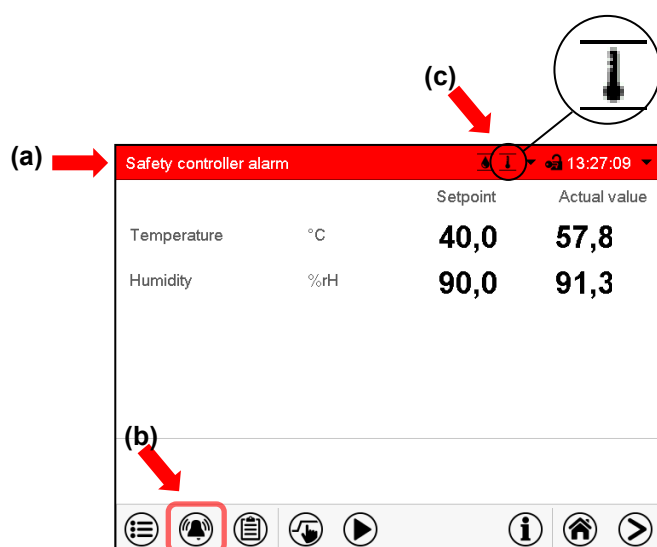 (c)
(a)
Safety controller alarm 13:27:09
Setpoint Actual value
Temperature °C 40,0 57,8
Humidity %rH 90,0 91,3
(b)